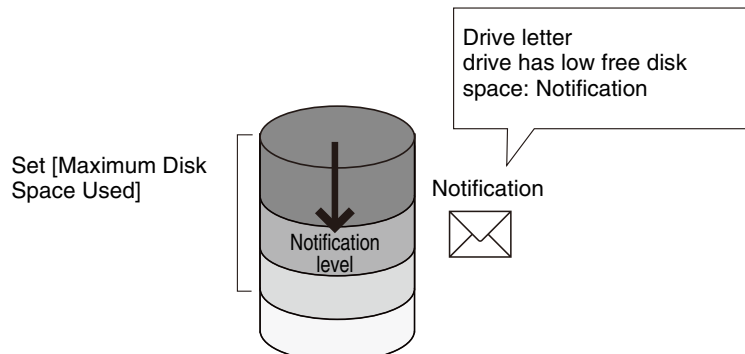 Drive letter
drive has low free disk
space: Notification
Set [Maximum Disk
Space Used]
Notification
Notification
level